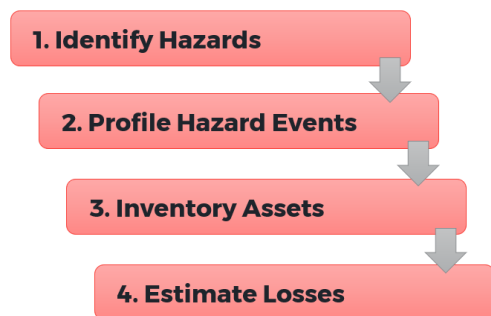 1. Identify Hazards
2. Profile Hazard Events
3. Inventory Assets
4. Estimate Losses